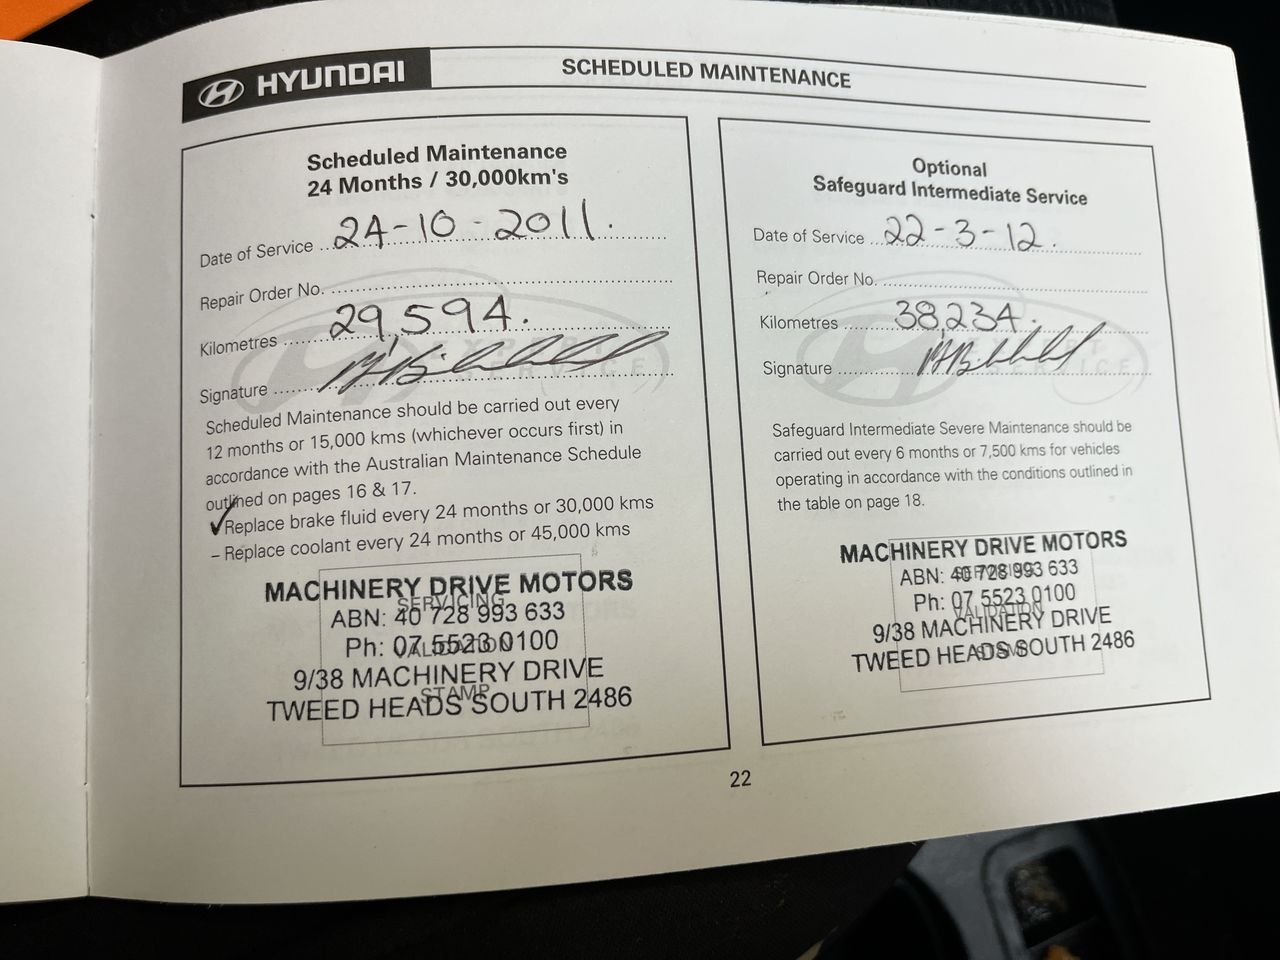 HYUNDAI
SCHEDULED MAINTENANCE
Scheduled Maintenance
24 Months / 30,000km's
Date of Service 24-10-2011.
Repair Order No.
Kilometres 29,594.
Signature
Scheduled Maintenance should be carried out every
12 months or 15,000 kms (whichever occurs first) in
accordance with the Australian Maintenance Schedule
outlined on pages 16 & 17.
✓Replace brake fluid every 24 months or 30,000 kms
– Replace coolant every 24 months or 45,000 kms
SERVICING
VALIDATION
STAMP
MACHINERY DRIVE MOTORS
ABN: 40 728 993 633
Ph: 07 5523 0100
9/38 MACHINERY DRIVE
TWEED HEADS SOUTH 2486
Optional
Safeguard Intermediate Service
Date of Service 22-3-12.
Repair Order No.
Kilometres 38,234.
Signature
Safeguard Intermediate Severe Maintenance should be
carried out every 6 months or 7,500 kms for vehicles
operating in accordance with the conditions outlined in
the table on page 18.
SERVICING
VALIDATION
STAMP
MACHINERY DRIVE MOTORS
ABN: 40 728 993 633
Ph: 07 5523 0100
9/38 MACHINERY DRIVE
TWEED HEADS SOUTH 2486
22